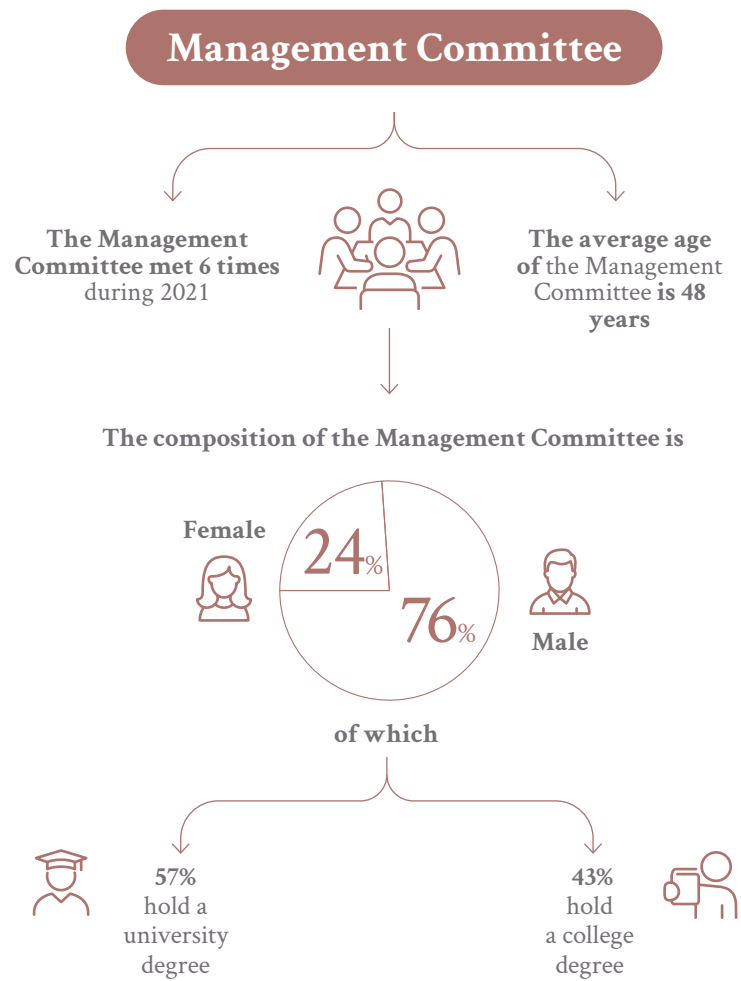 Management Committee
The Management
Committee met 6 times
during 2021
The average age
of the Management
Committee is 48
years
The composition of the Management Committee is
Female
24%
76%
Male
of which
57%
hold a
university
degree
43%
hold
a college
degree